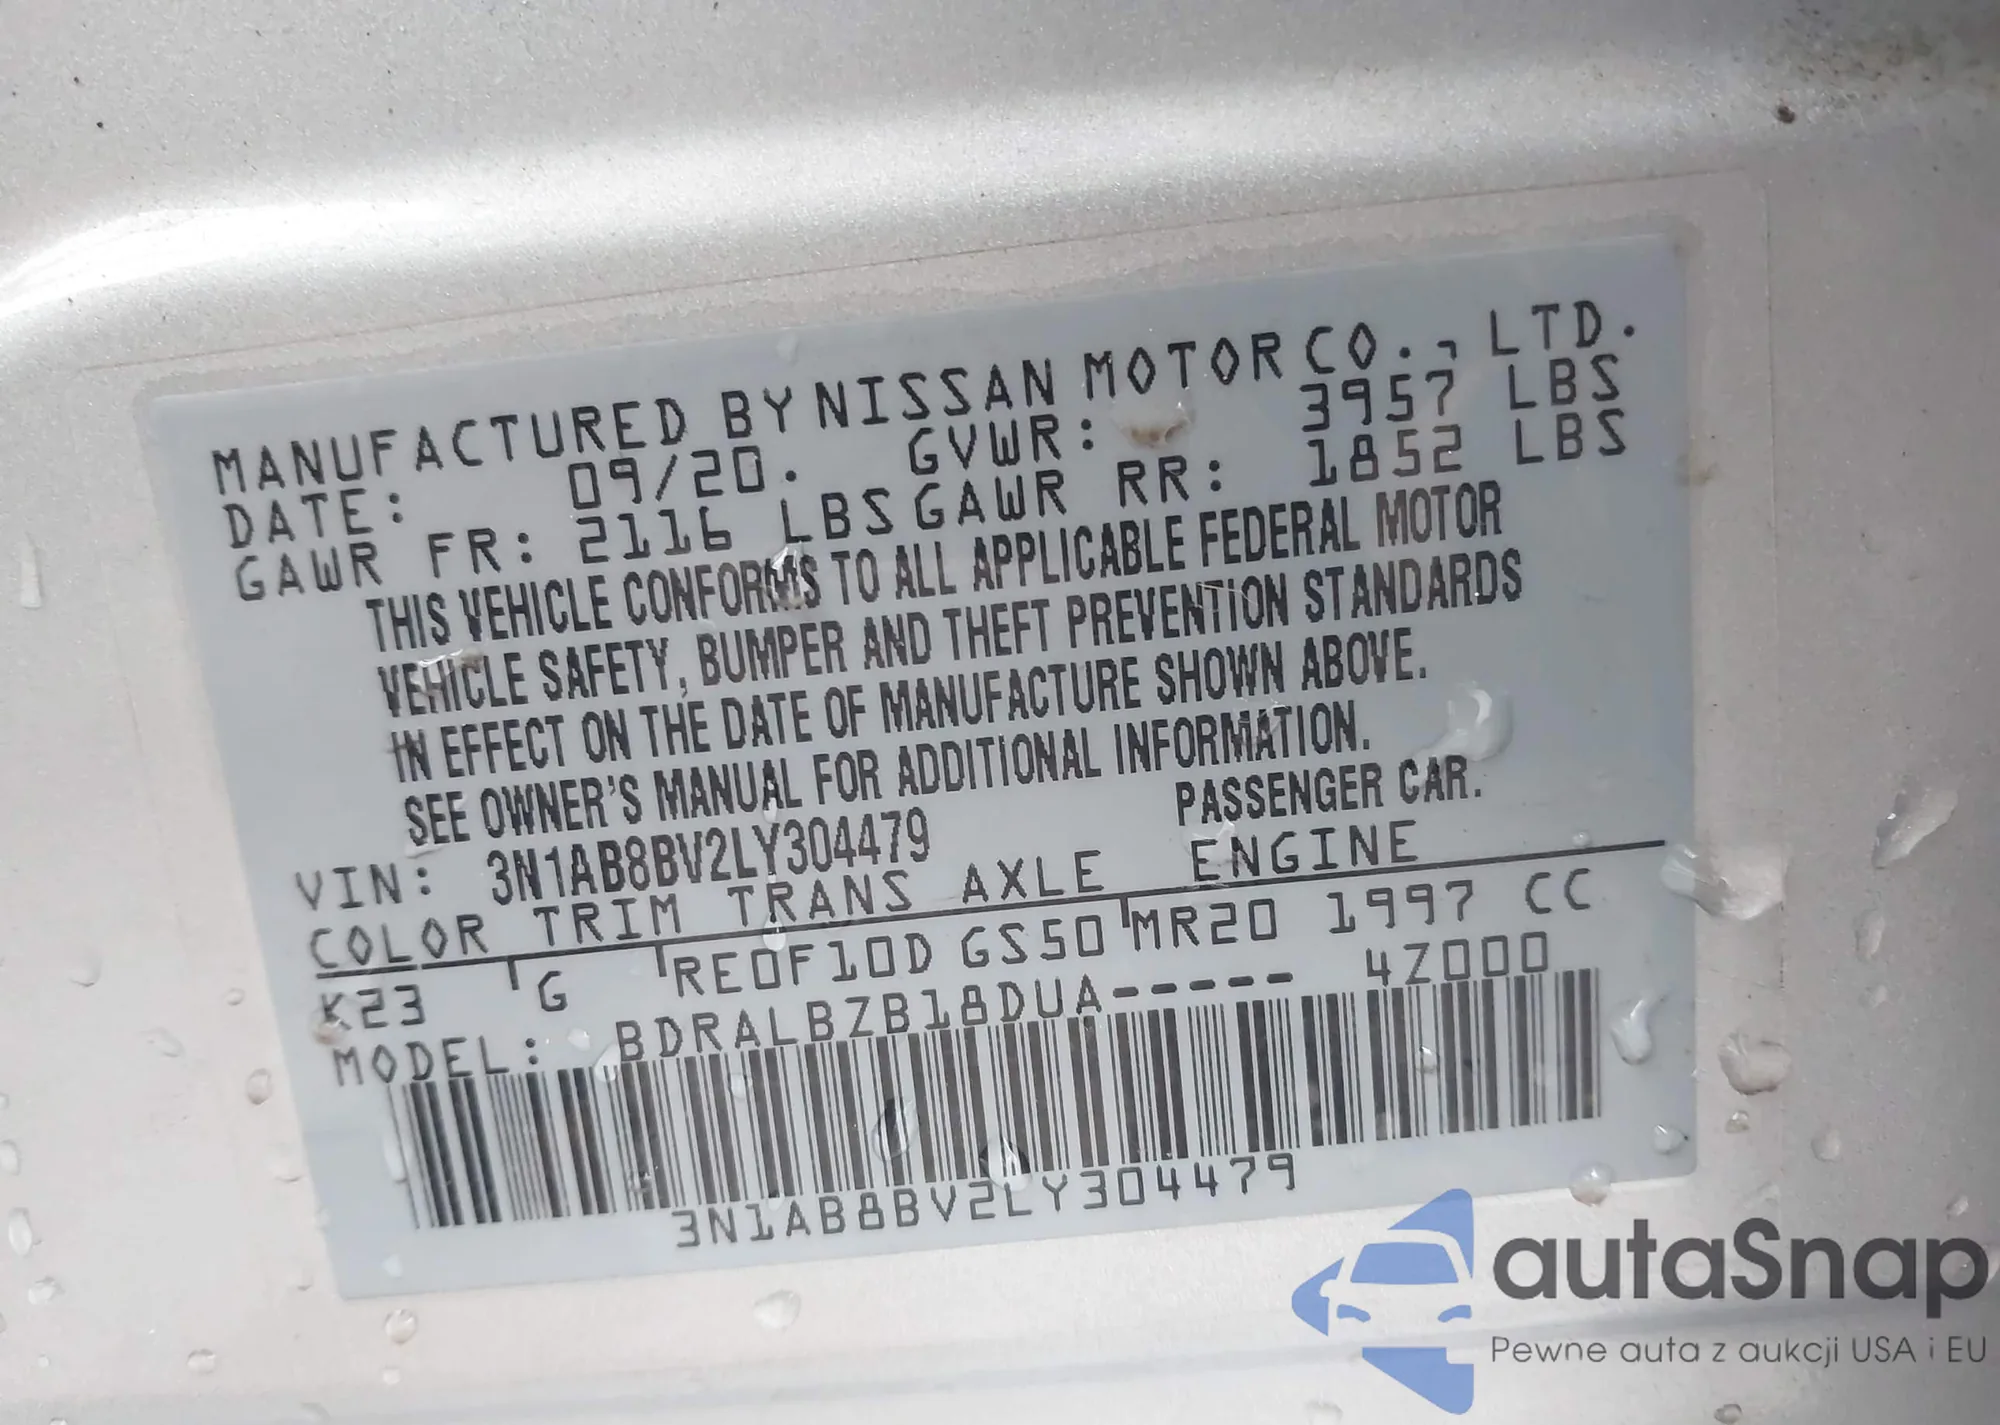 MANUFACTURED BY NISSAN MOTOR CO., LTD.
DATE: 09/20. GVWR: 3957 LBS
GAWR FR: 2116 LBS GAWR RR: 1852 LBS
THIS VEHICLE CONFORMS TO ALL APPLICABLE FEDERAL MOTOR
VEHICLE SAFETY, BUMPER AND THEFT PREVENTION STANDARDS
IN EFFECT ON THE DATE OF MANUFACTURE SHOWN ABOVE.
SEE OWNER'S MANUAL FOR ADDITIONAL INFORMATION.
VIN: 3N1AB8BV2LY304479 PASSENGER CAR.
COLOR TRIM TRANS AXLE ENGINE
K23 G RE0F10D GS50 MR20 1997 CC
MODEL: BDRALBZB18DUA----- 4Z000
3N1AB8BV2LY304479
autaSnap
Pewne auta z aukcji USA i EU